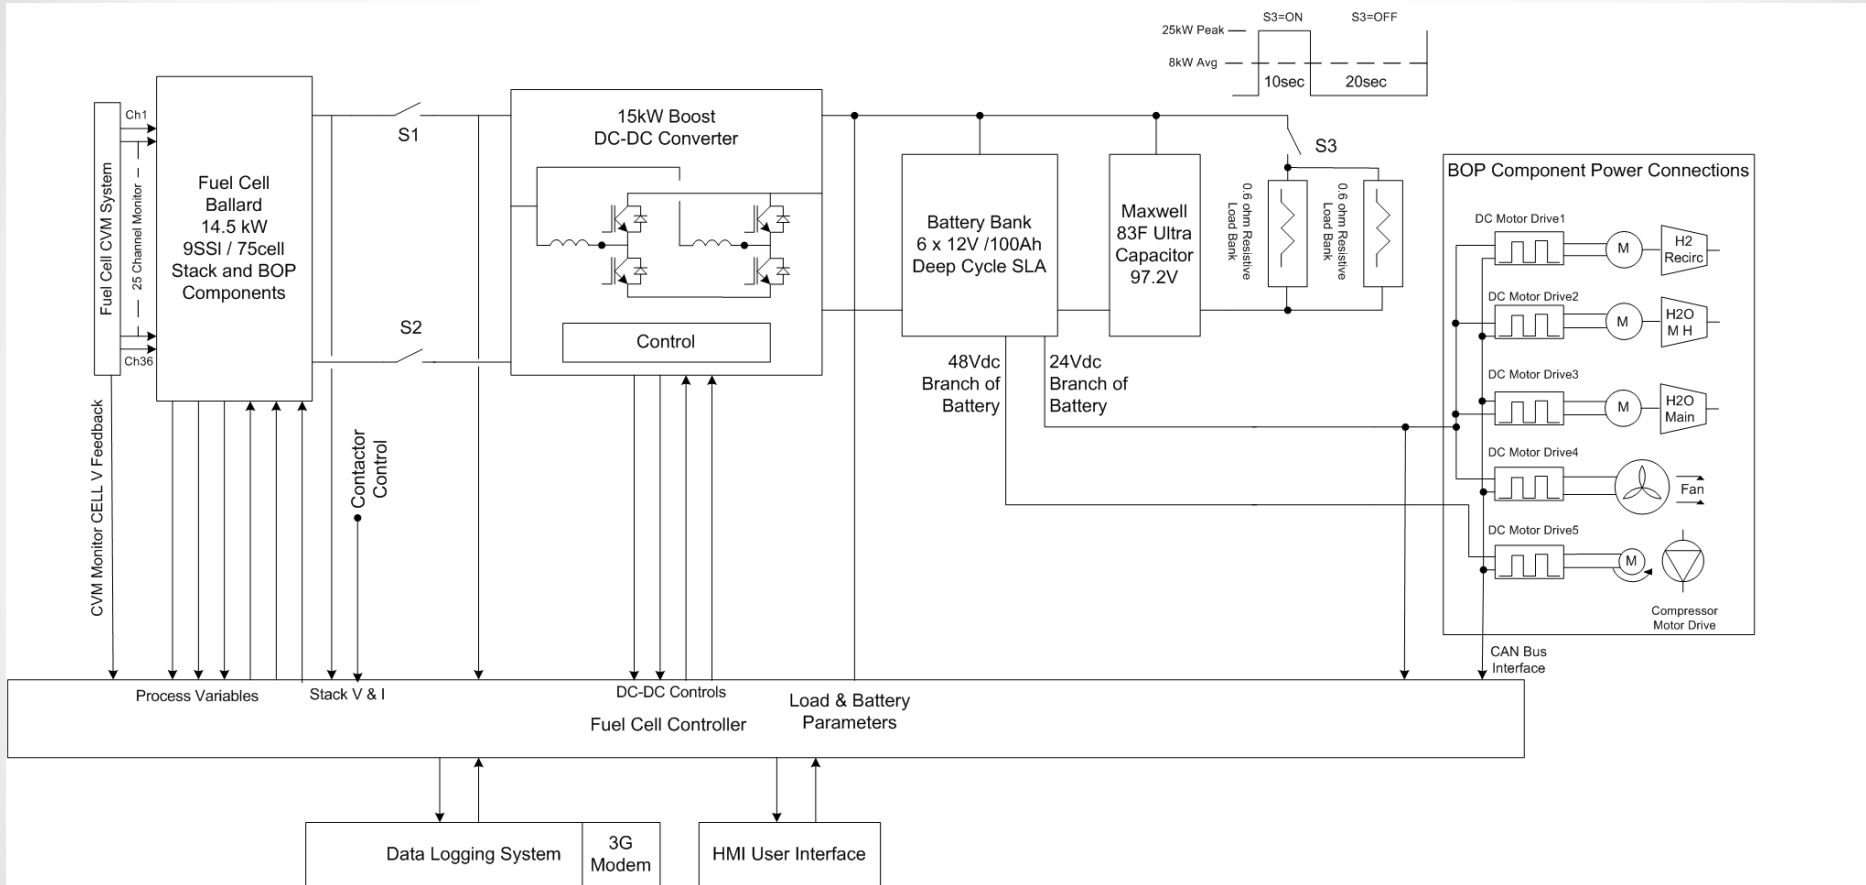 S3=ON
S3=OFF
25kW Peak
8kW Avg
10sec
20sec
Fuel Cell CVM System
Ch1
25 Channel Monitor
Ch36
Fuel Cell
Ballard
14.5 kW
9SSI / 75cell
Stack and BOP
Components
S1
S2
15kW Boost
DC-DC Converter
Control
Battery Bank
6 x 12V /100Ah
Deep Cycle SLA
Maxwell
83F Ultra
Capacitor
97.2V
S3
0.6 ohm Resistive
Load Bank
0.6 ohm Resistive
Load Bank
48Vdc
Branch of
Battery
24Vdc
Branch of
Battery
BOP Component Power Connections
DC Motor Drive1
M
H2
Recirc
DC Motor Drive2
M
H2O
M H
DC Motor Drive3
M
H2O
Main
DC Motor Drive4
Fan
DC Motor Drive5
M
Compressor
Motor Drive
CAN Bus
Interface
CVM Monitor CELL V Feedback
Contactor
Control
Process Variables
Stack V & I
DC-DC Controls
Fuel Cell Controller
Load & Battery
Parameters
Data Logging System
3G
Modem
HMI User Interface